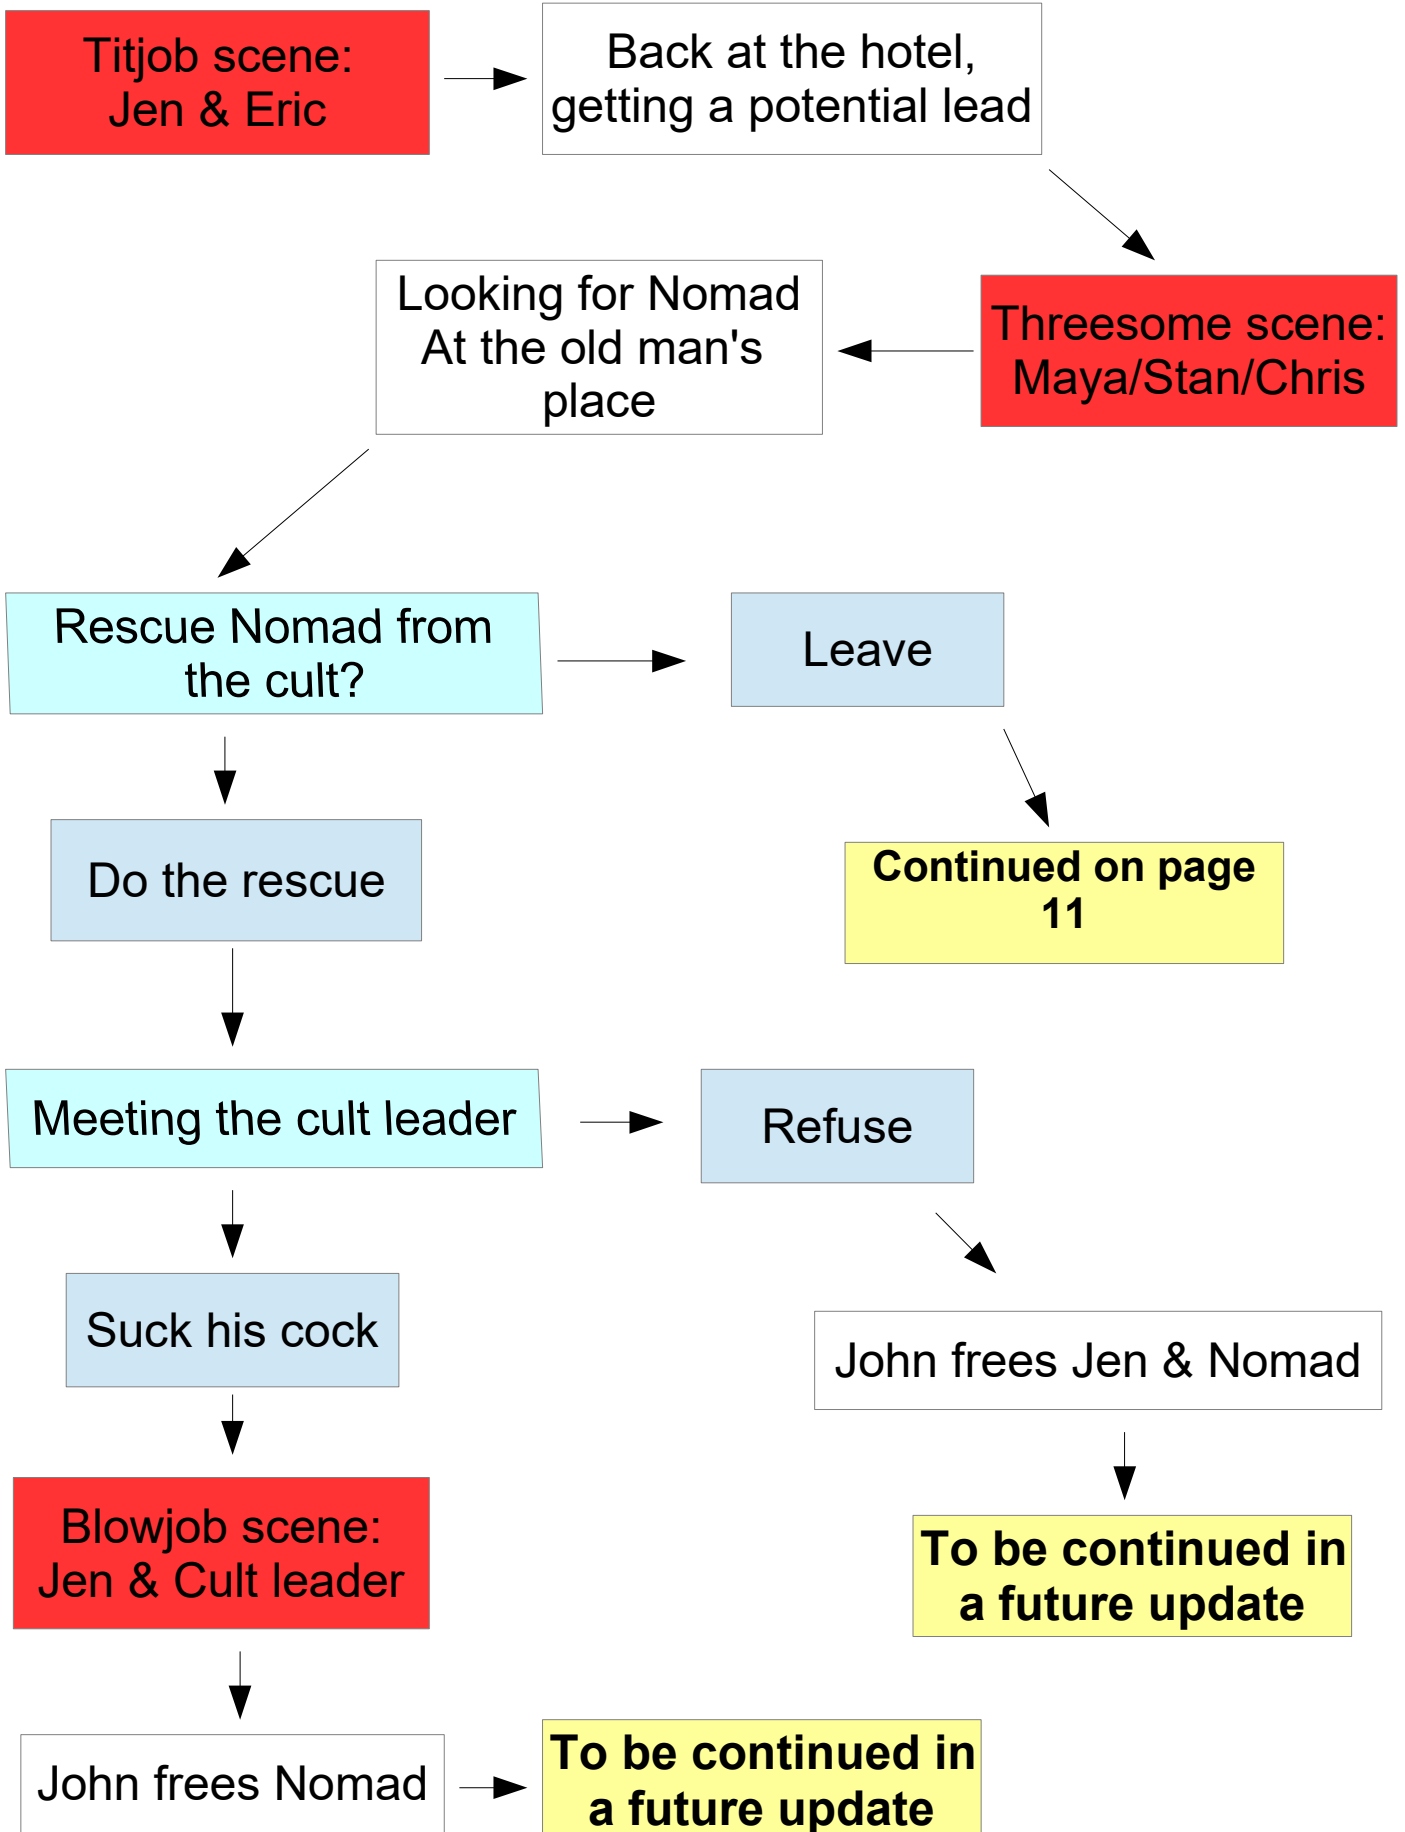 Titjob scene:
Jen & Eric
Back at the hotel,
getting a potential lead
Threesome scene:
Maya/Stan/Chris
Looking for Nomad
At the old man's
place
Rescue Nomad from
the cult?
Leave
Do the rescue
Continued on page
11
Meeting the cult leader
Refuse
Suck his cock
John frees Jen & Nomad
Blowjob scene:
Jen & Cult leader
To be continued in
a future update
John frees Nomad
To be continued in
a future update